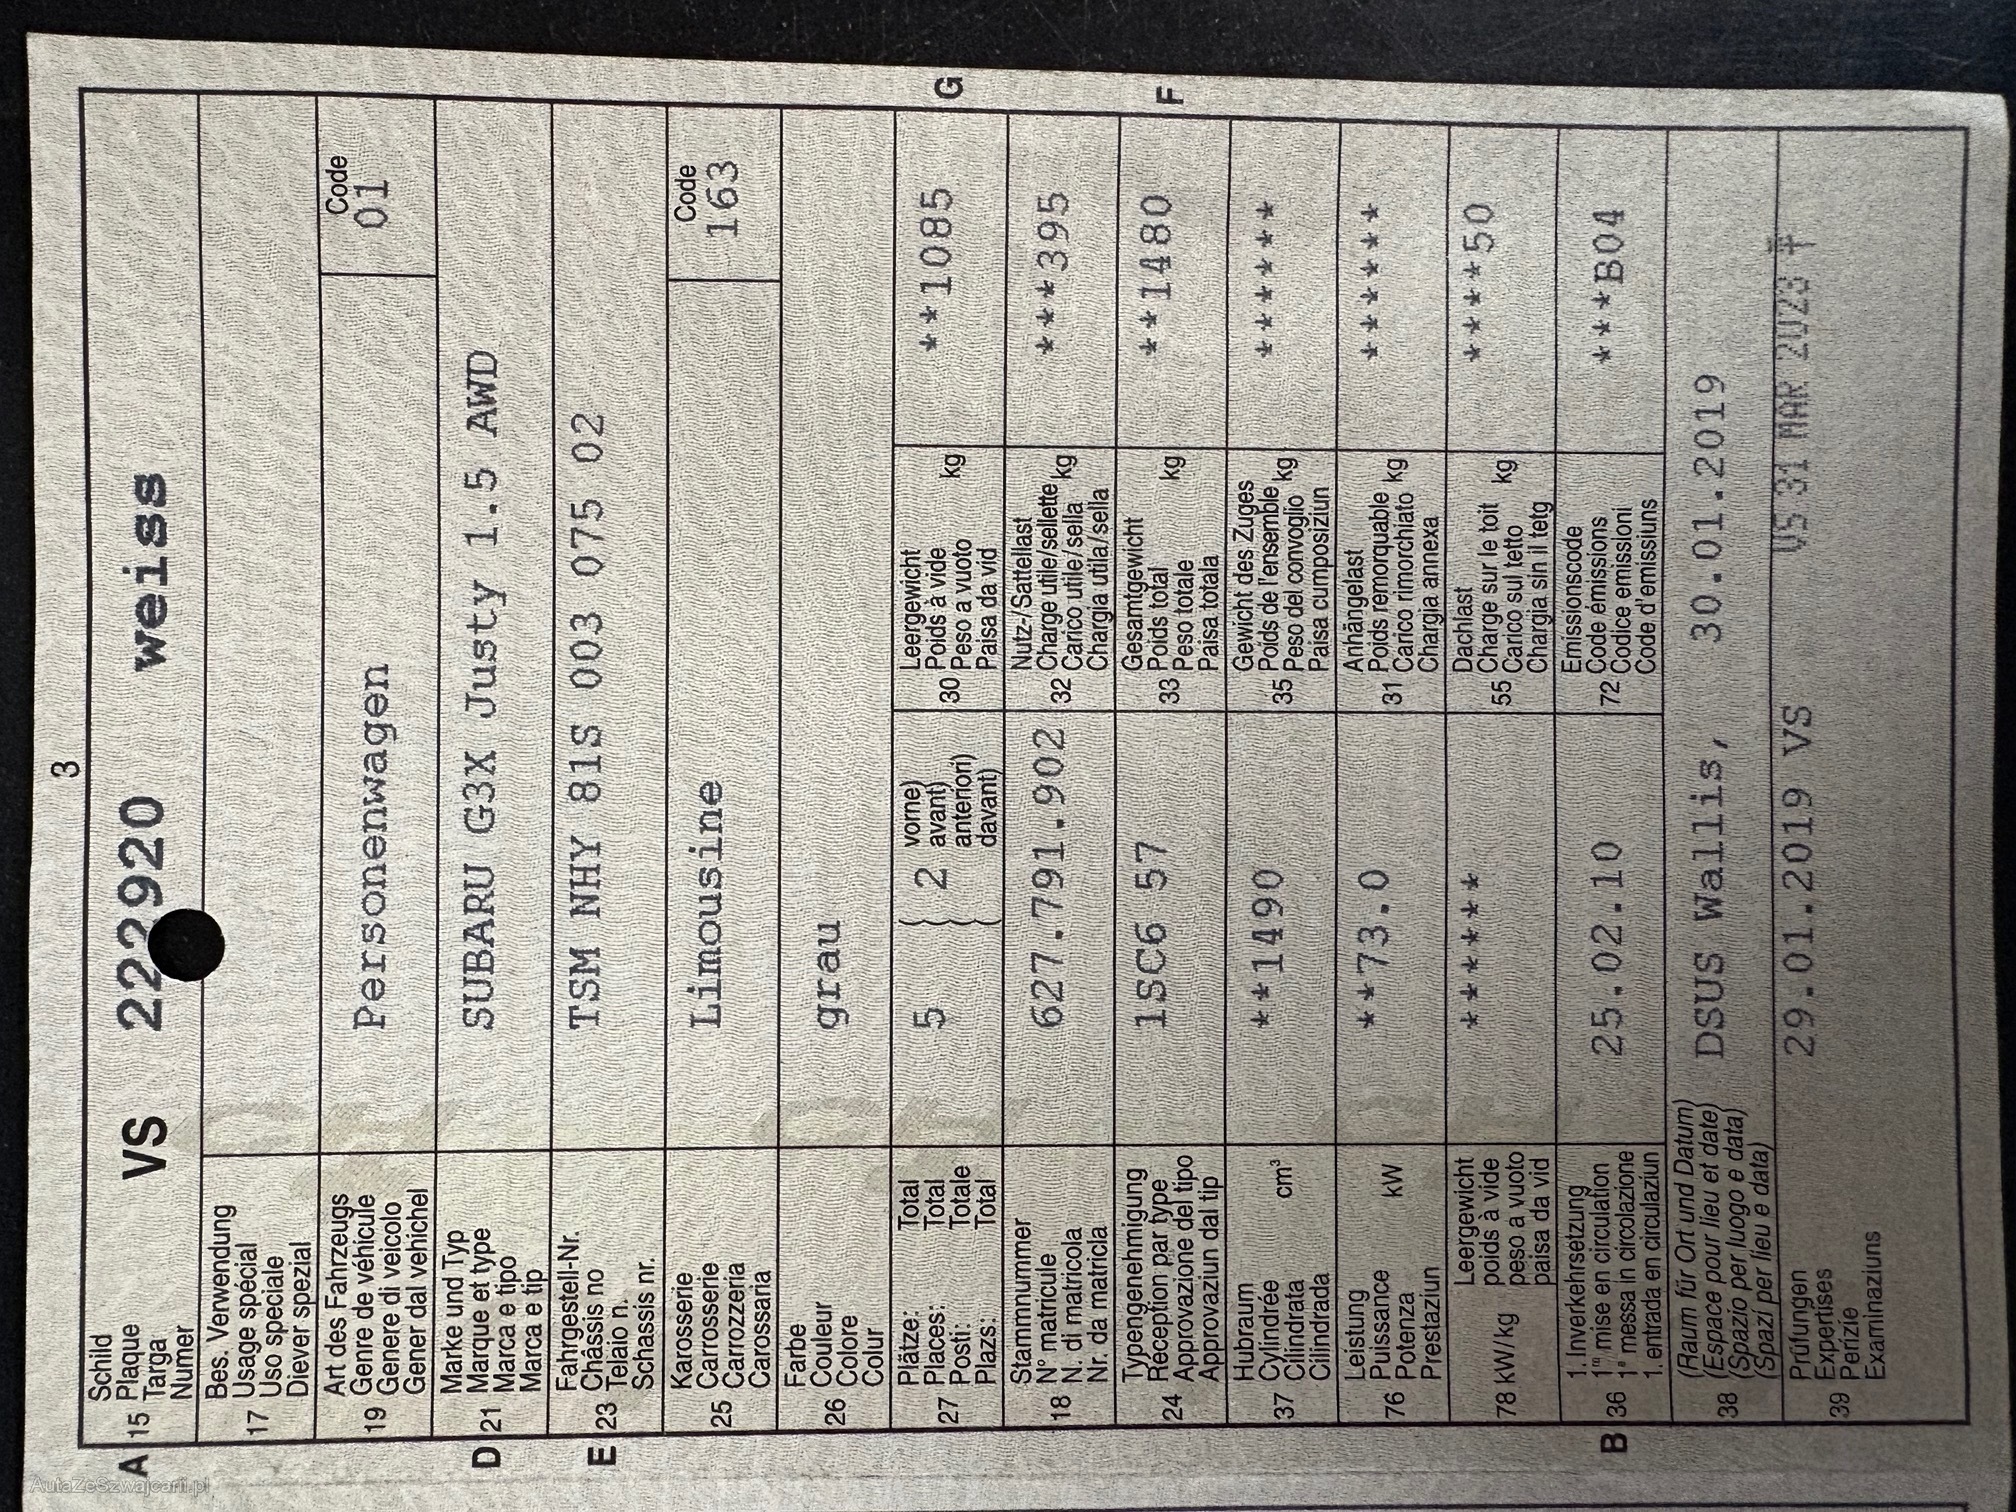 3
A 15 Schild
Plaque
Targa
Numer
VS 222920 weiss
17 Bes. Verwendung
Usage spécial
Uso speciale
Diever spezial
19 Art des Fahrzeugs
Genre de véhicule
Genere di veicolo
Gener dal vehichel
Personenwagen
Code
01
D 21 Marke und Typ
Marque et type
Marca e tipo
Marca e tip
SUBARU G3X Justy 1.5 AWD
E 23 Fahrgestell-Nr.
Châssis no
Telaio n.
Schassis nr.
TSM NHY 81S 003 075 02
25 Karosserie
Carrosserie
Carrozzeria
Carossaria
Limousine
Code
163
26 Farbe
Couleur
Colore
Colur
grau
27 Plätze: Total
Places: Total
Posti: Totale
Plazs: Total
5 { 2 vorne)
avant)
anteriori)
davant)
G 30 Leergewicht
Poids à vide
Peso a vuoto kg
Paisa da vid
**1085
18 Stammnummer
N° matricule
N. di matricola
Nr. da matricla
627.791.902
32 Nutz-/Sattellast
Charge utile/sellette kg
Carico utile/sella
Chargia utila/sella
***395
24 Typengenehmigung
Réception par type
Approvazione del tipo
Approvaziun dal tip
1SC6 57
F 33 Gesamtgewicht
Poids total kg
Peso totale
Paisa totala
**1480
37 Hubraum
Cylindrée cm³
Cilindrata
Cilindrada
**1490
35 Gewicht des Zuges
Poids de l'ensemble kg
Peso del convoglio
Paisa cumposiziun
*******
76 Leistung
Puissance kW
Potenza
Prestaziun
**73.0
31 Anhängelast
Poids remorquable kg
Carico rimorchiato
Chargia annexa
*******
78 kW/kg Leergewicht
poids à vide
peso a vuoto
paisa da vid
*******
55 Dachlast
Charge sur le toit kg
Carico sul tetto
Chargia sin il tetg
*****50
B 36 1. Inverkehrsetzung
1re mise en circulation
1a messa in circolazione
1. entrada en circulaziun
25.02.10
72 Emissionscode
Code émissions
Codice emissioni
Code d'emissiuns
***B04
38 (Raum für Ort und Datum)
(Espace pour lieu et date)
(Spazio per luogo e data)
(Spazi per lieu e data)
DSUS Wallis, 30.01.2019
39 Prüfungen
Expertises
Perizie
Examinaziuns
29.01.2019 VS
VS 31 MAR 2023
AutaZeSzwajcarii.pl